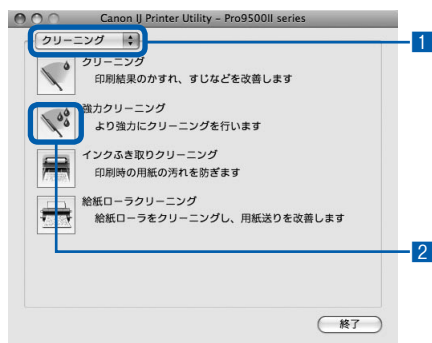 Canon IJ Printer Utility - Pro9500II series
クリーニング
1
クリーニング
印刷結果のかすれ、すじなどを改善します
強力クリーニング
より強力にクリーニングを行います
インクふき取りクリーニング
印刷時の用紙の汚れを防ぎます
給紙ローラクリーニング
給紙ローラをクリーニングし、用紙送りを改善します
2
終了